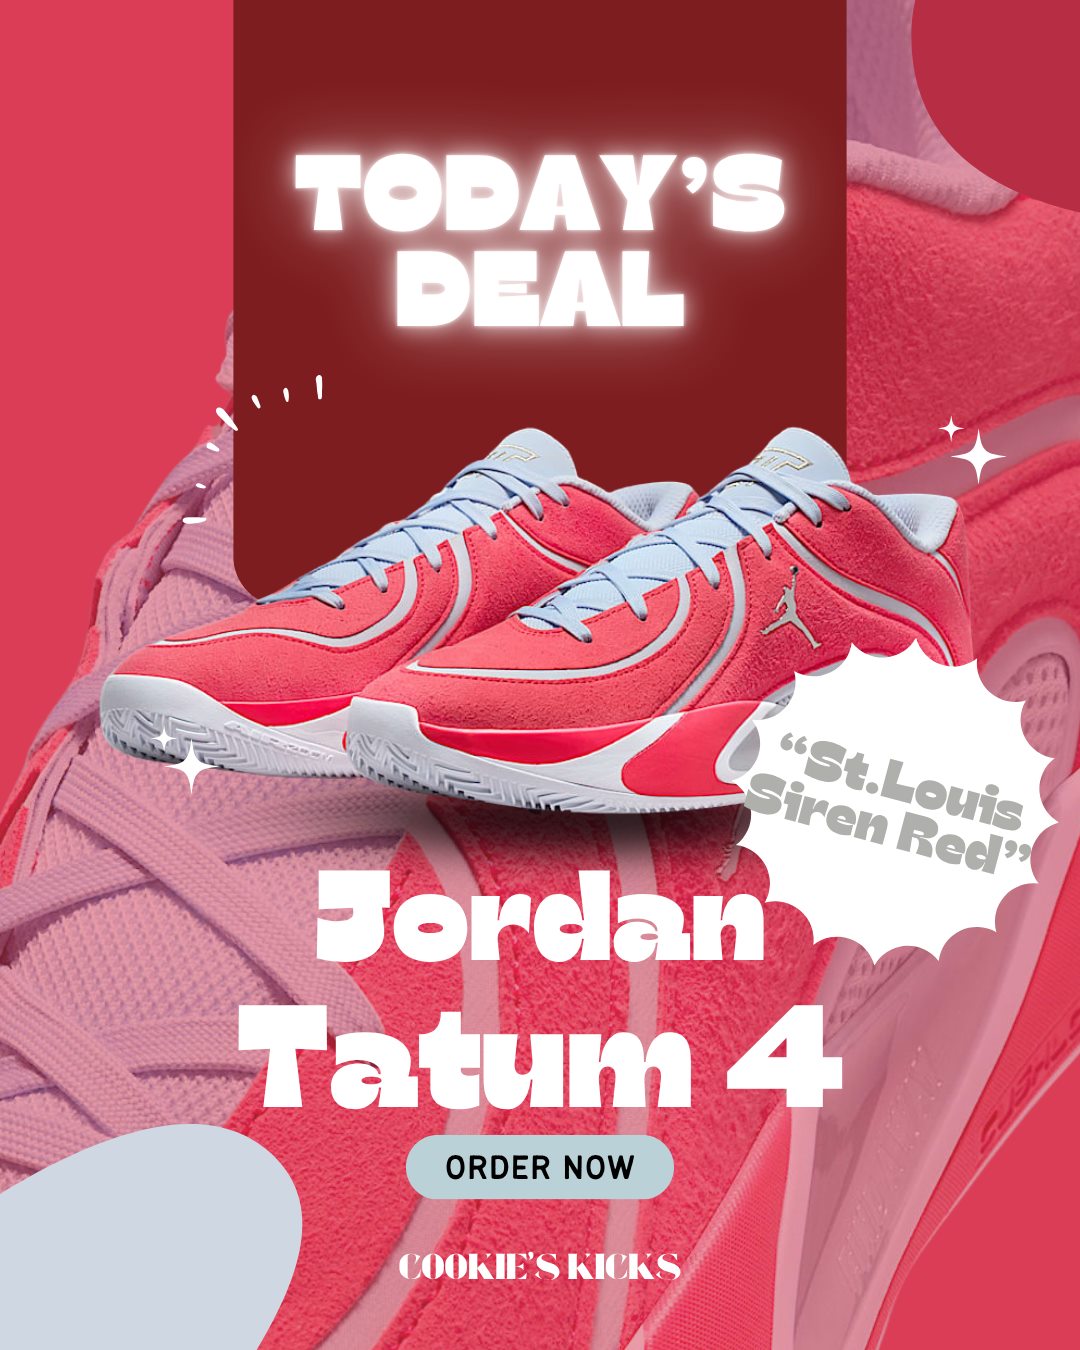 TODAY'S
DEAL
"St.Louis
Siren Red"
Jordan
Tatum 4
ORDER NOW
COOKIE'S KICKS